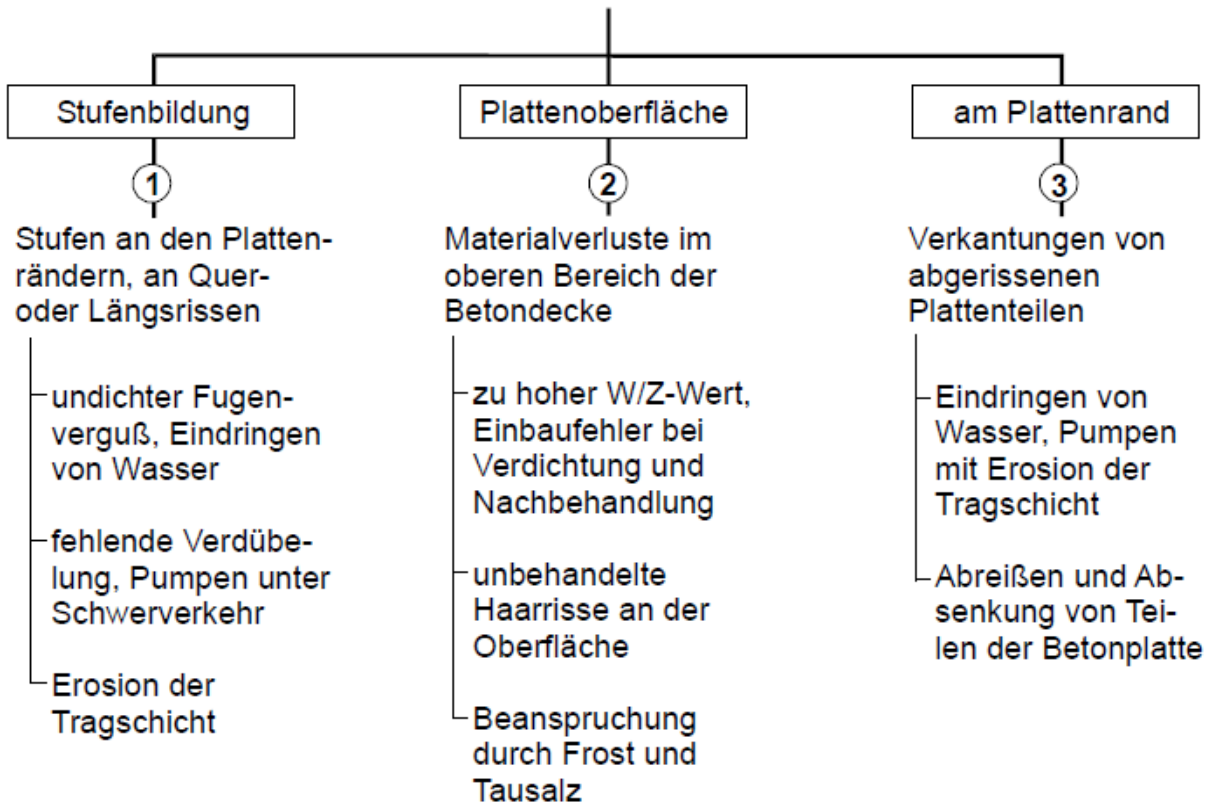 Stufenbildung
1
Stufen an den Platten-
rändern, an Quer-
oder Längsrissen
undichter Fugen-
verguß, Eindringen
von Wasser
fehlende Verdübe-
lung, Pumpen unter
Schwerverkehr
Erosion der
Tragschicht
Plattenoberfläche
2
Materialverluste im
oberen Bereich der
Betondecke
zu hoher W/Z-Wert,
Einbaufehler bei
Verdichtung und
Nachbehandlung
unbehandelte
Haarrisse an der
Oberfläche
Beanspruchung
durch Frost und
Tausalz
am Plattenrand
3
Verkantungen von
abgerissenen
Plattenteilen
Eindringen von
Wasser, Pumpen
mit Erosion der
Tragschicht
Abreißen und Ab-
senkung von Tei-
len der Betonplatte